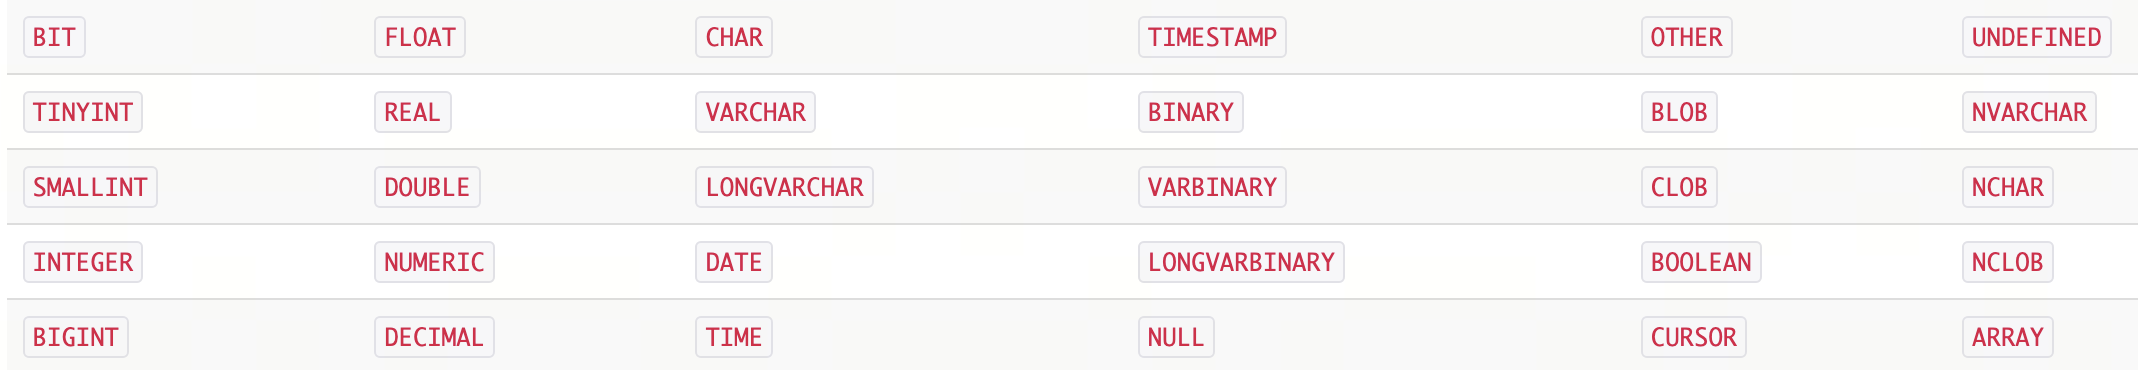 BIT FLOAT CHAR TIMESTAMP OTHER UNDEFINED
TINYINT REAL VARCHAR BINARY BLOB NVARCHAR
SMALLINT DOUBLE LONGVARCHAR VARBINARY CLOB NCHAR
INTEGER NUMERIC DATE LONGVARBINARY BOOLEAN NCLOB
BIGINT DECIMAL TIME NULL CURSOR ARRAY